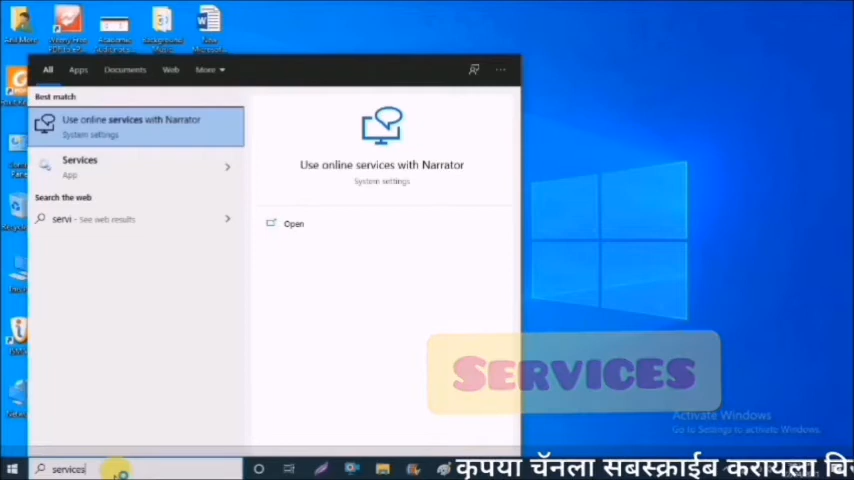 All Apps Documents Web More
Best match
Use online services with Narrator
System settings
Services
App
Search the web
servi - See web results
Use online services with Narrator
System settings
Open
SERVICES
Activate Windows
Go to Settings to activate Windows.
services
कृपया चॅनला सबस्क्राईब करायला